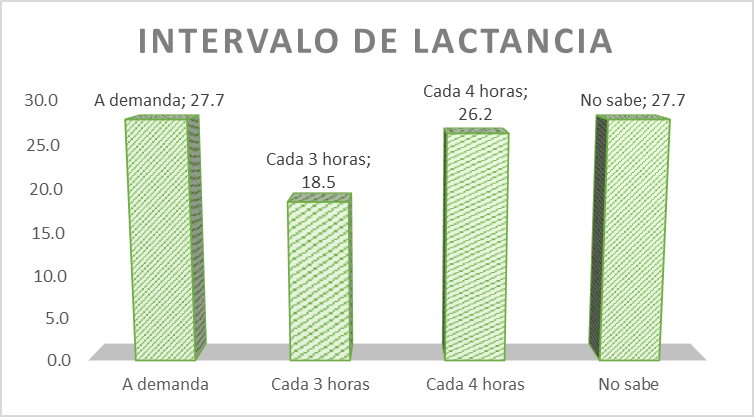 INTERVALO DE LACTANCIA
30.0
25.0
20.0
15.0
10.0
5.0
0.0
A demanda; 27.7
Cada 3 horas;
18.5
Cada 4 horas;
26.2
No sabe; 27.7
A demanda
Cada 3 horas
Cada 4 horas
No sabe